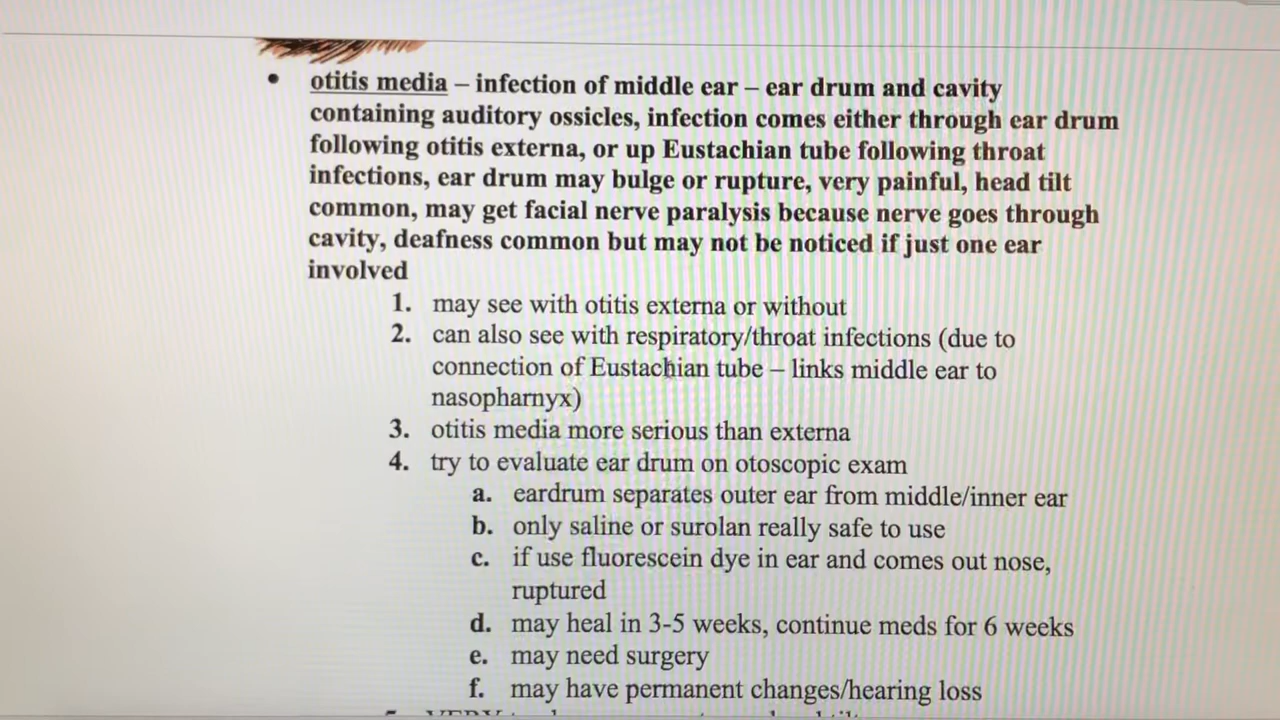 • otitis media – infection of middle ear – ear drum and cavity
containing auditory ossicles, infection comes either through ear drum
following otitis externa, or up Eustachian tube following throat
infections, ear drum may bulge or rupture, very painful, head tilt
common, may get facial nerve paralysis because nerve goes through
cavity, deafness common but may not be noticed if just one ear
involved
1. may see with otitis externa or without
2. can also see with respiratory/throat infections (due to
connection of Eustachian tube – links middle ear to
nasopharnyx)
3. otitis media more serious than externa
4. try to evaluate ear drum on otoscopic exam
a. eardrum separates outer ear from middle/inner ear
b. only saline or surolan really safe to use
c. if use fluorescein dye in ear and comes out nose,
ruptured
d. may heal in 3-5 weeks, continue meds for 6 weeks
e. may need surgery
f. may have permanent changes/hearing loss